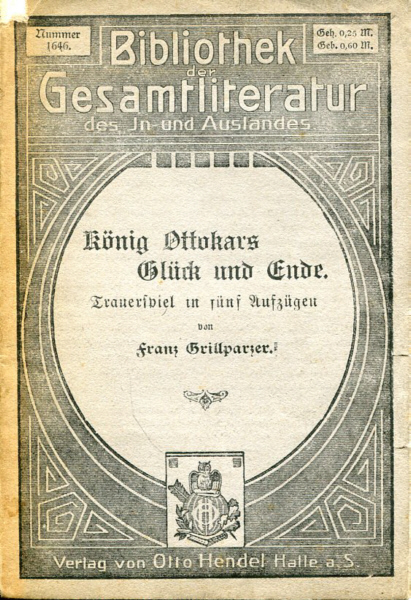 Nummer
1646.
Geh. 0,25 M.
Geb. 0,60 M.
Bibliothek
der
Gesamtliteratur
des In- und Auslandes
König Ottokars
Glück und Ende.
Trauerspiel in fünf Aufzügen
von
Franz Grillparzer.
Verlag von Otto Hendel Halle a. S.